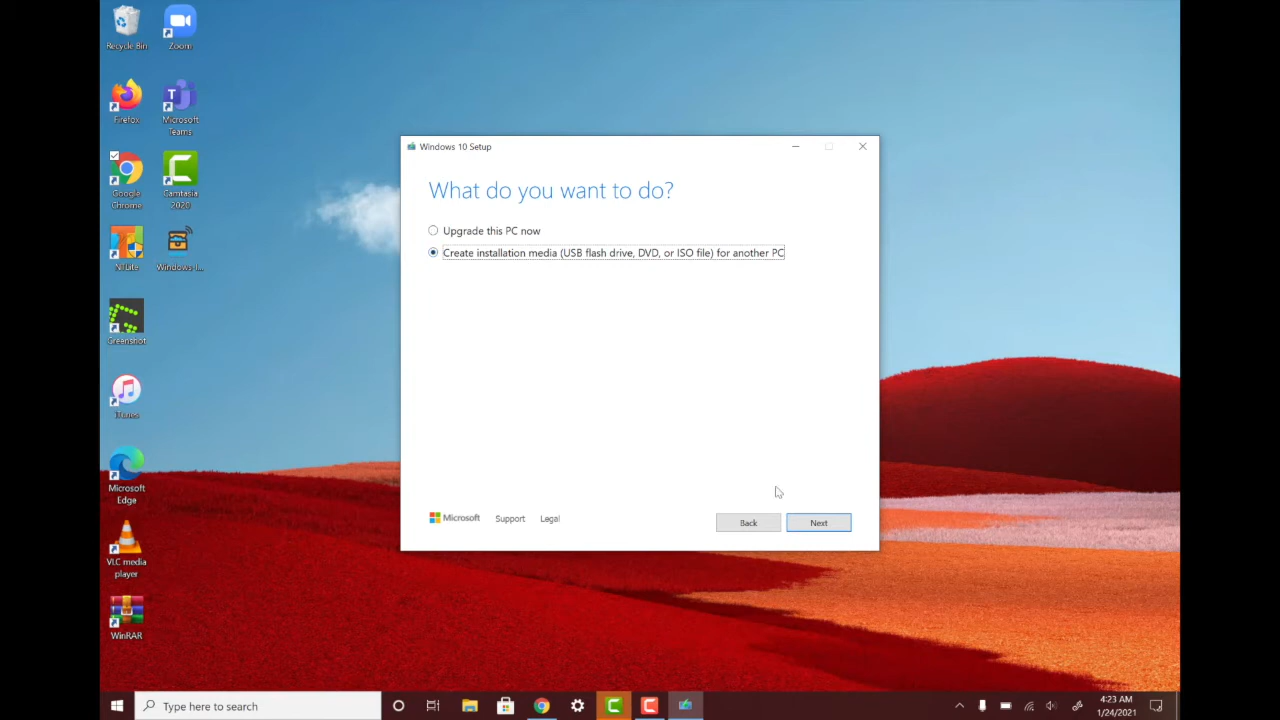 Recycle Bin
Zoom
Firefox
Microsoft
Teams
Google
Chrome
Camtasia
2020
NTLite
Windows I...
Greenshot
iTunes
Microsoft
Edge
VLC media
player
WinRAR
Windows 10 Setup
What do you want to do?
Upgrade this PC now
Create installation media (USB flash drive, DVD, or ISO file) for another PC
Microsoft
Support
Legal
Back
Next
Type here to search
4:23 AM
1/24/2021